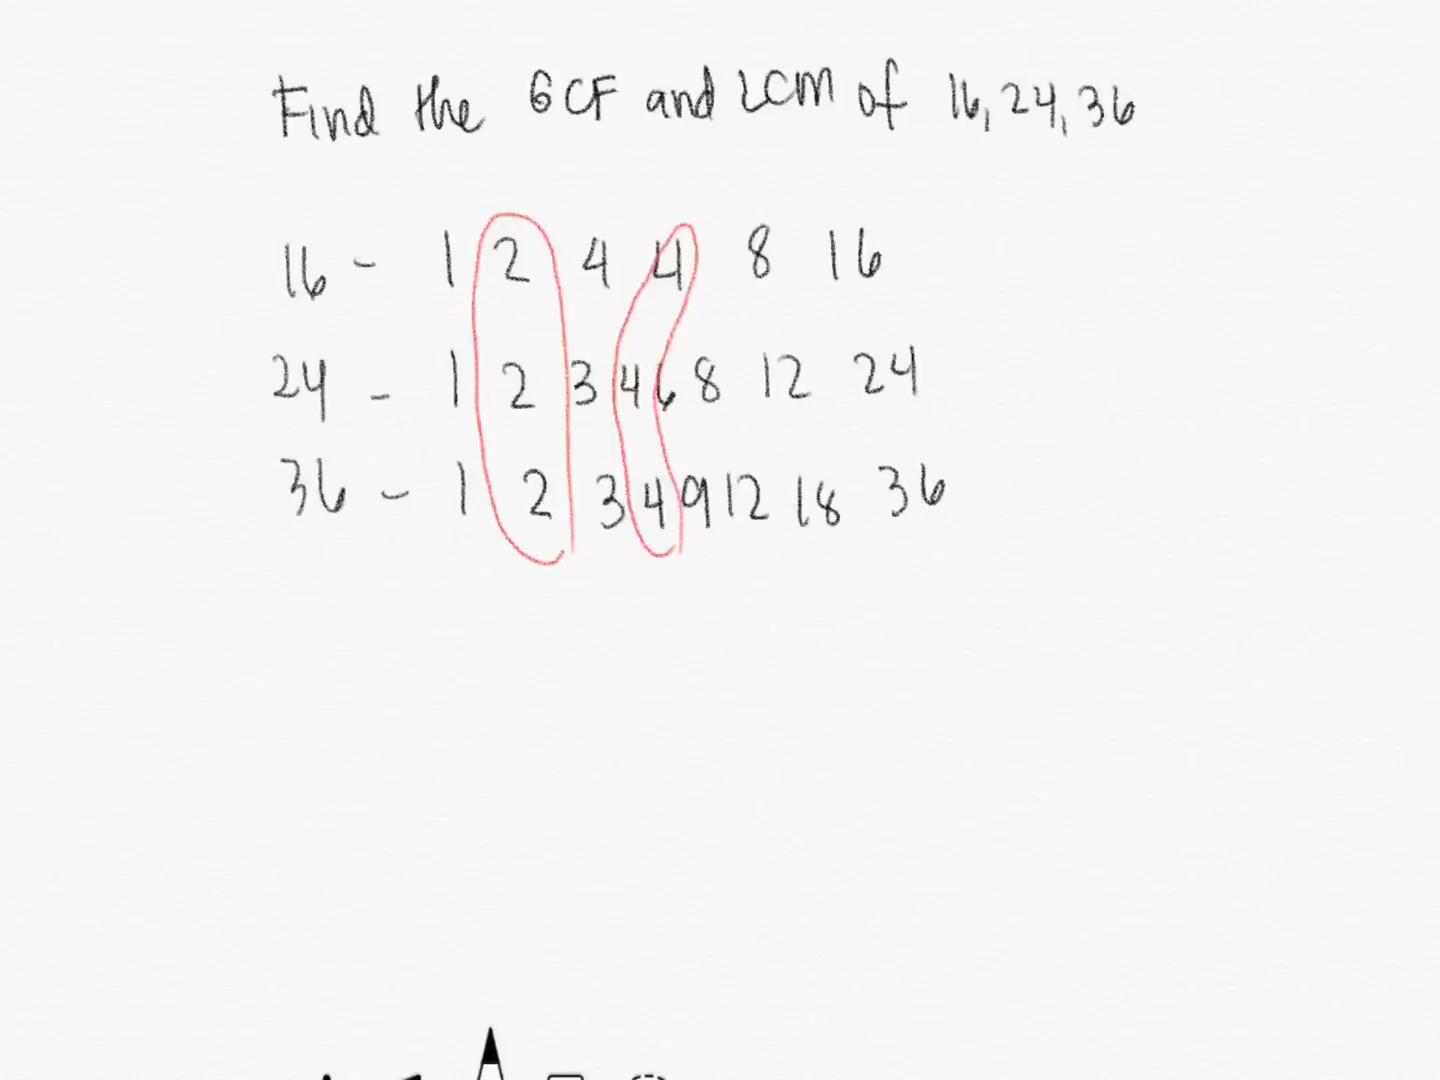 Find the GCF and LCM of 16, 24, 36
16 - 1 2 4 4 8 16
24 - 1 2 3 4 6 8 12 24
36 - 1 2 3 4 9 12 18 36